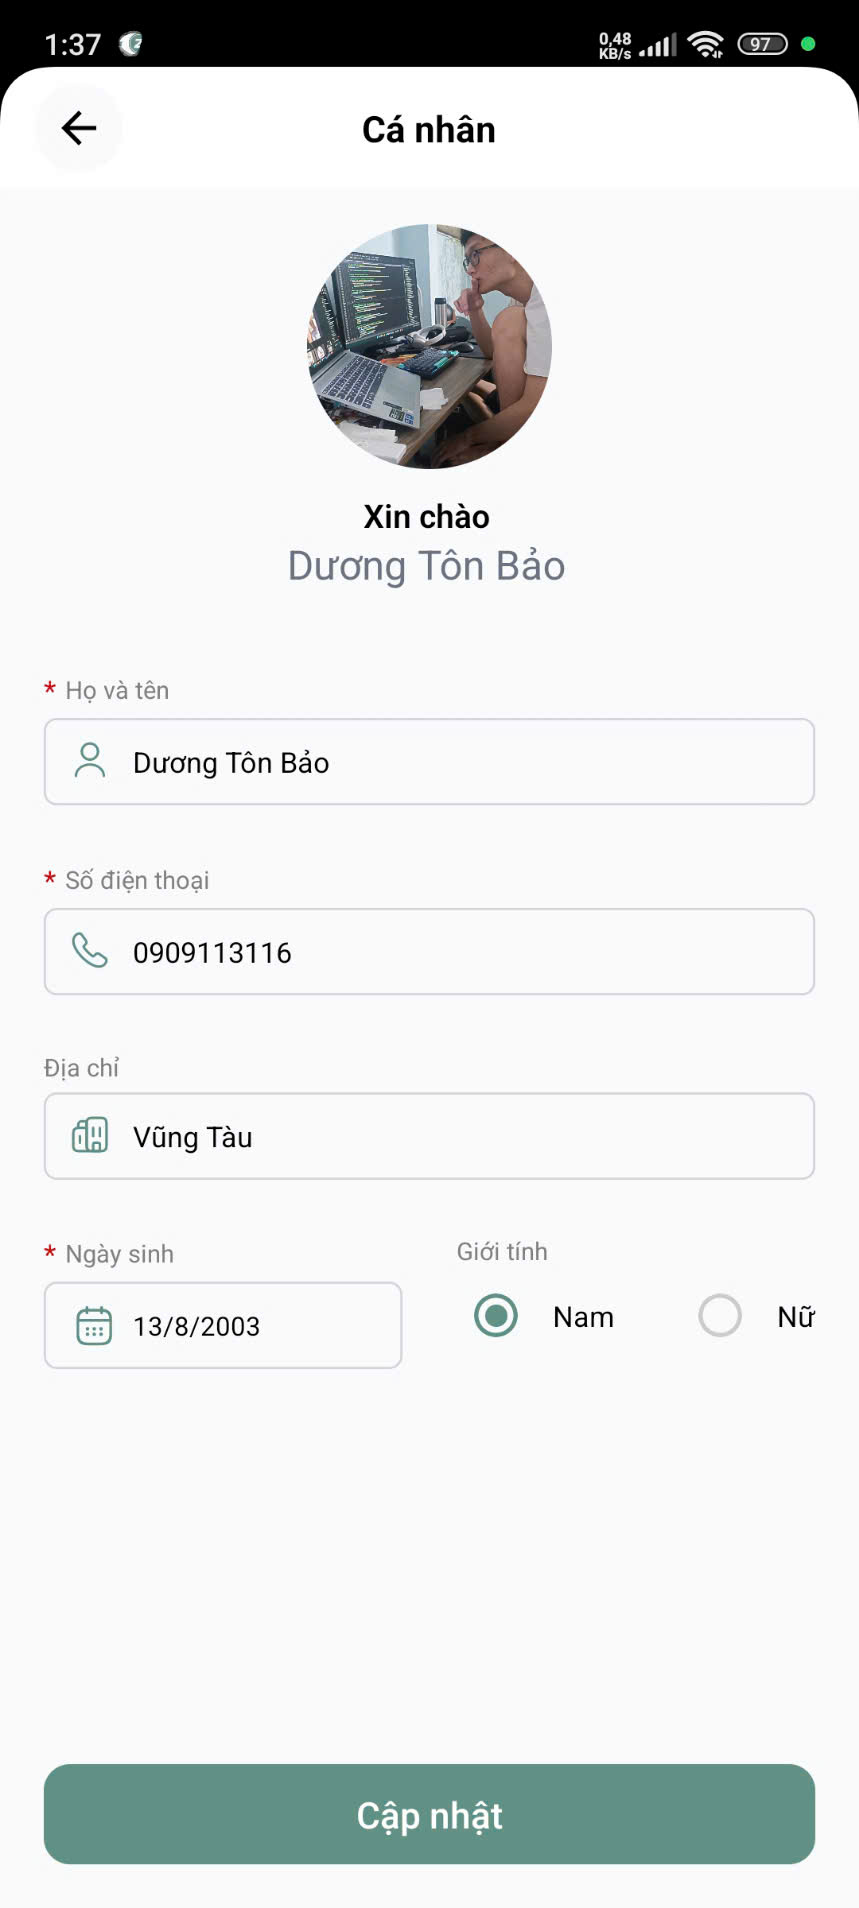 1:37
0,48
KB/s
97
Cá nhân
Xin chào
Dương Tôn Bảo
* Họ và tên
Dương Tôn Bảo
* Số điện thoại
0909113116
Địa chỉ
Vũng Tàu
* Ngày sinh
Giới tính
13/8/2003
Nam
Nữ
Cập nhật